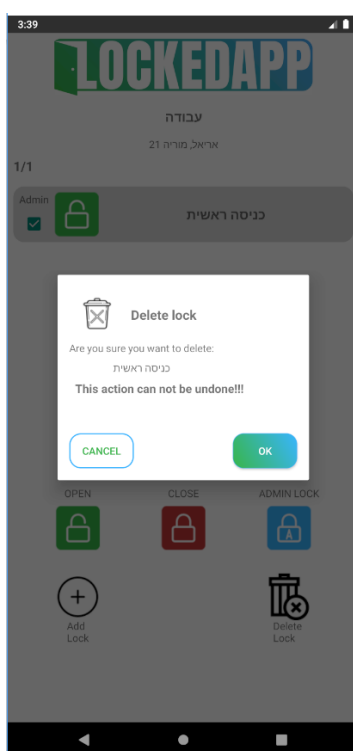 3:39
LOCKEDAPP
עבודה
אריאל, מוריה 21
1/1
Admin
כניסה ראשית
Delete lock
Are you sure you want to delete:
כניסה ראשית
This action can not be undone!!!
CANCEL
OK
OPEN
CLOSE
ADMIN LOCK
A
Add
Lock
Delete
Lock